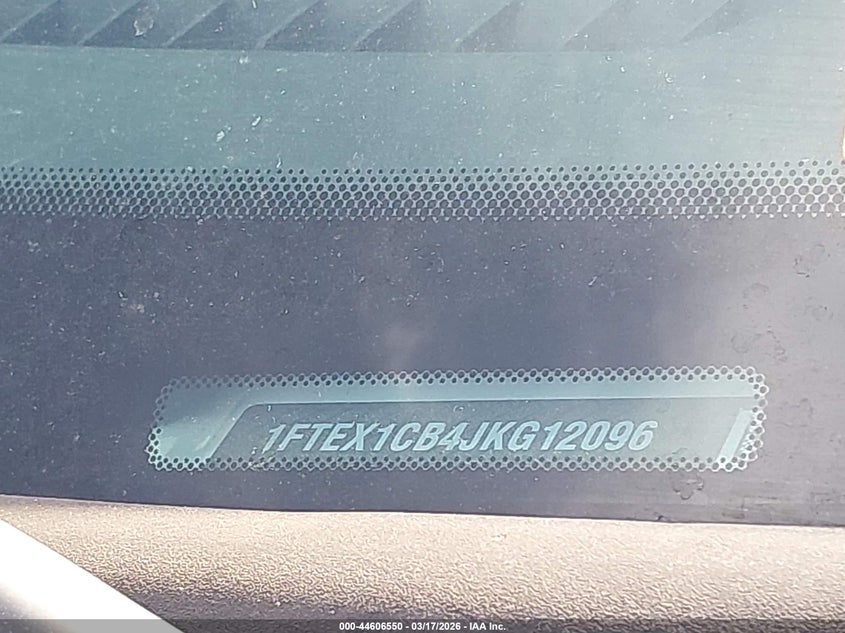 1FTEX1CB4JKG12096
000-44606550 - 03/17/2026 - IAA Inc.